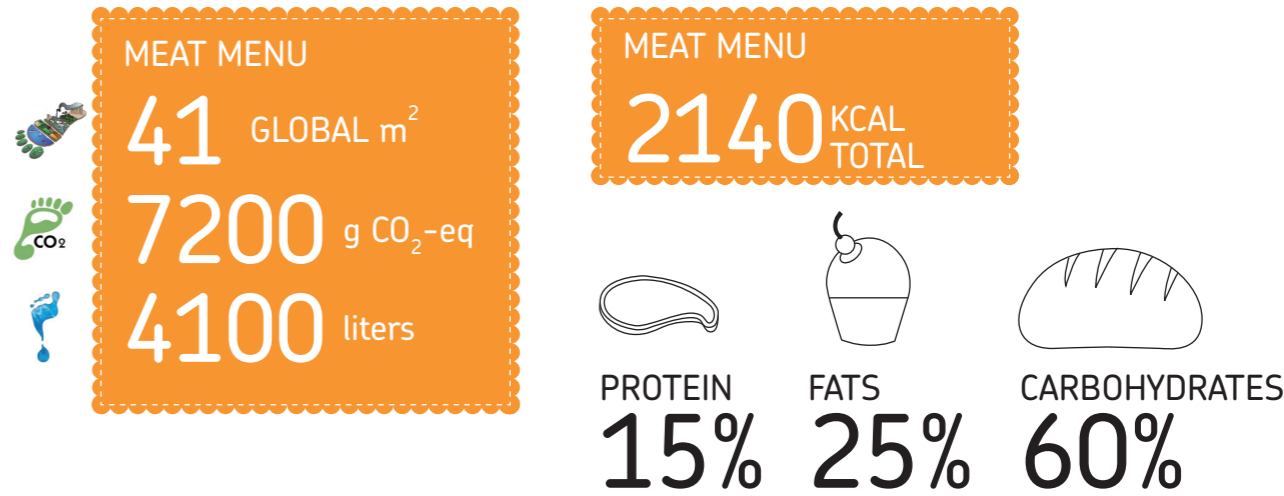 MEAT MENU
41 GLOBAL m²
CO₂
7200 g CO₂-eq
4100 liters
MEAT MENU
2140 KCAL TOTAL
PROTEIN
15%
FATS
25%
CARBOHYDRATES
60%